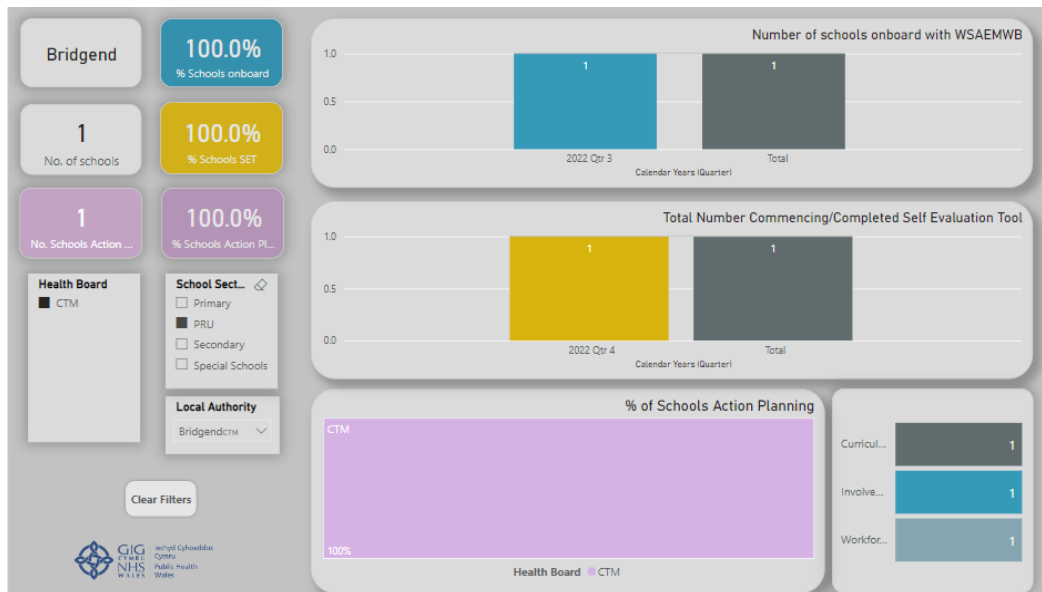 Bridgend
100.0%
% Schools onboard
1
No. of schools
100.0%
% Schools SET
1
No. Schools Action ...
100.0%
% Schools Action Pl...
Health Board
CTM
School Sect...
Primary
PRU
Secondary
Special Schools
Local Authority
BridgendCTM
Clear Filters
GIG
CYMRU
NHS
WALES
Iechyd Cyhoeddus
Cymru
Public Health
Wales
Number of schools onboard with WSAEMWB
1.0
0.5
0.0
1
1
2022 Qtr 3
Total
Calendar Years (Quarter)
Total Number Commencing/Completed Self Evaluation Tool
1.0
0.5
0.0
1
1
2022 Qtr 4
Total
Calendar Years (Quarter)
% of Schools Action Planning
CTM
100%
Health Board CTM
Curricul...
1
Involve...
1
Workfor...
1